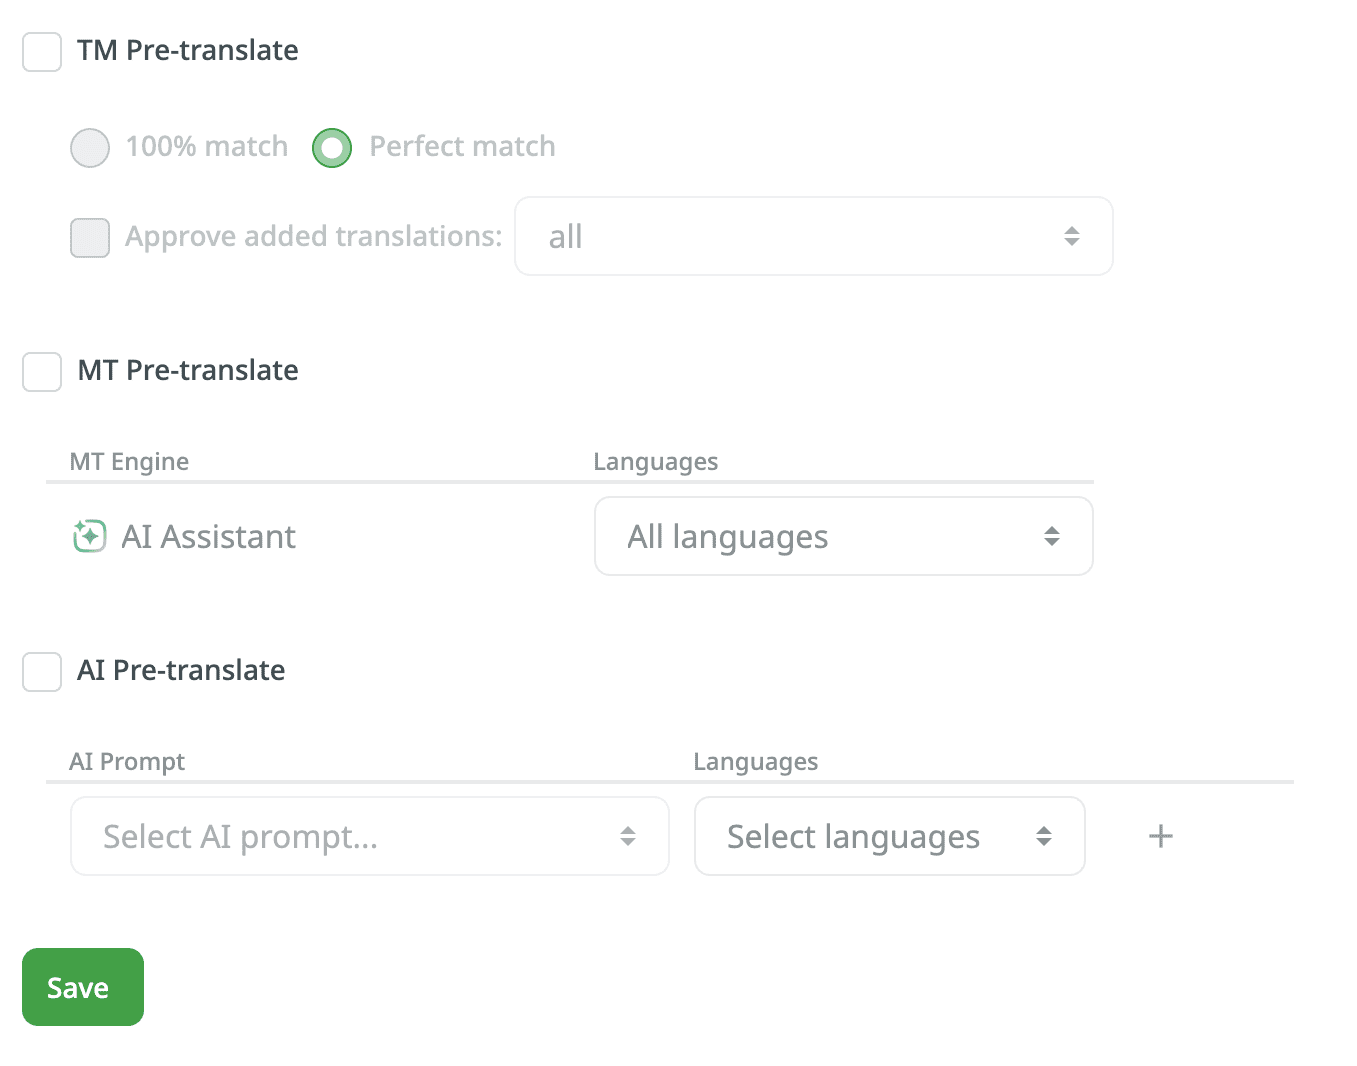 TM Pre-translate
100% match Perfect match
Approve added translations: all
MT Pre-translate
MT Engine Languages
AI Assistant All languages
AI Pre-translate
AI Prompt Languages
Select AI prompt... Select languages +
Save